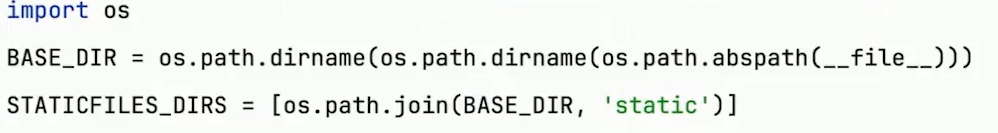 import os
BASE_DIR = os.path.dirname(os.path.dirname(os.path.abspath(__file__)))
STATICFILES_DIRS = [os.path.join(BASE_DIR, 'static')]